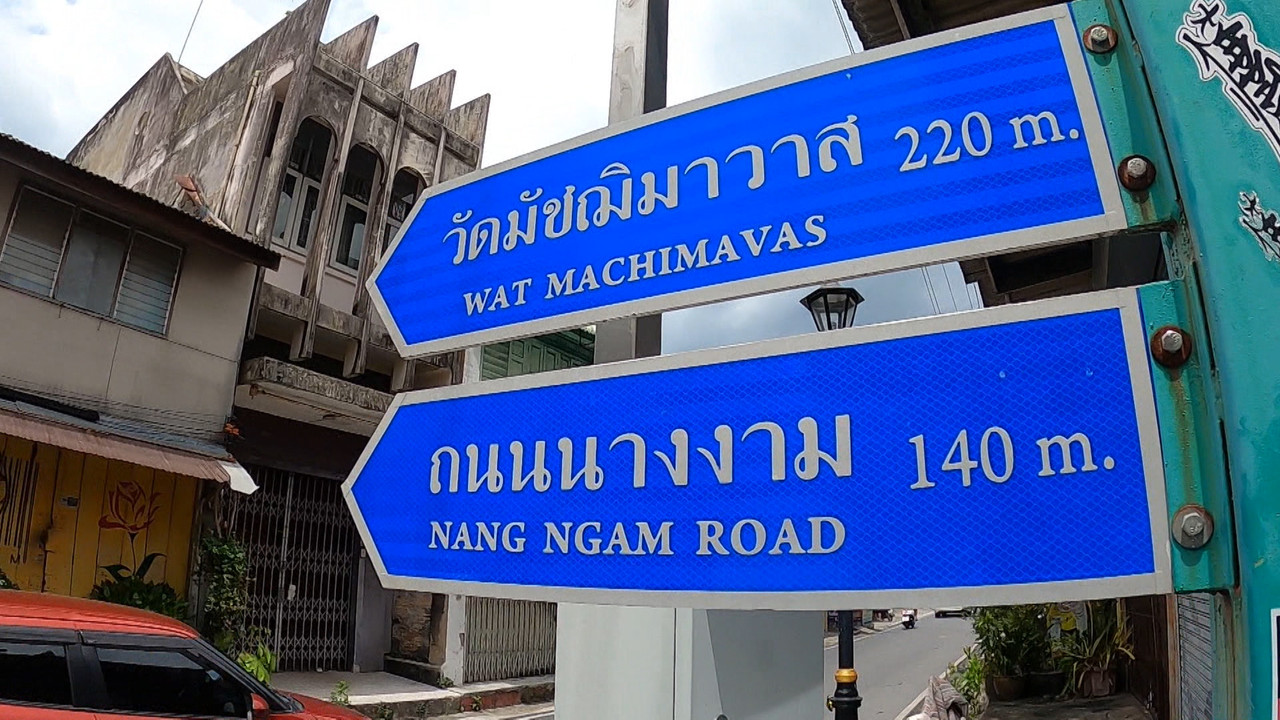 วัดมัชฌิมาวาส 220 m.
WAT MACHIMAVAS
ถนนนางงาม 140 m.
NANG NGAM ROAD